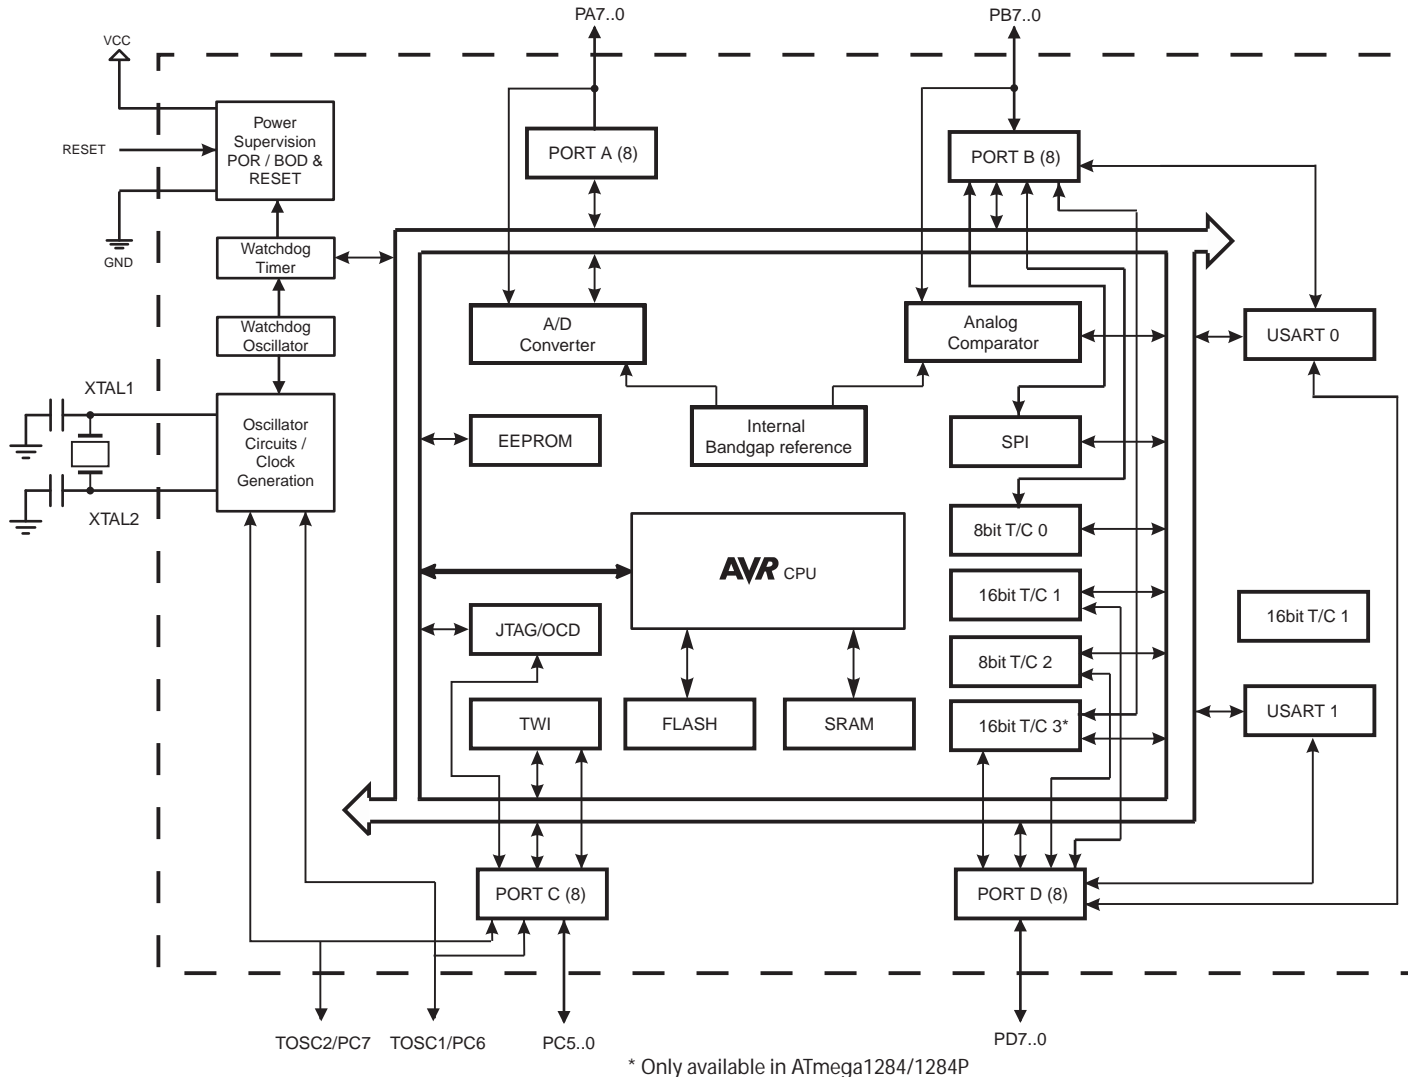 PA7..0
PB7..0
VCC
Power
Supervision
POR / BOD &
RESET
RESET
PORT A (8)
PORT B (8)
GND
Watchdog
Timer
Watchdog
Oscillator
A/D
Converter
Analog
Comparator
USART 0
XTAL1
Oscillator
Circuits /
Clock
Generation
EEPROM
Internal
Bandgap reference
SPI
XTAL2
8bit T/C 0
AVR CPU
16bit T/C 1
16bit T/C 1
JTAG/OCD
8bit T/C 2
TWI
FLASH
SRAM
16bit T/C 3*
USART 1
PORT C (8)
PORT D (8)
TOSC2/PC7
TOSC1/PC6
PC5..0
PD7..0
* Only available in ATmega1284/1284P